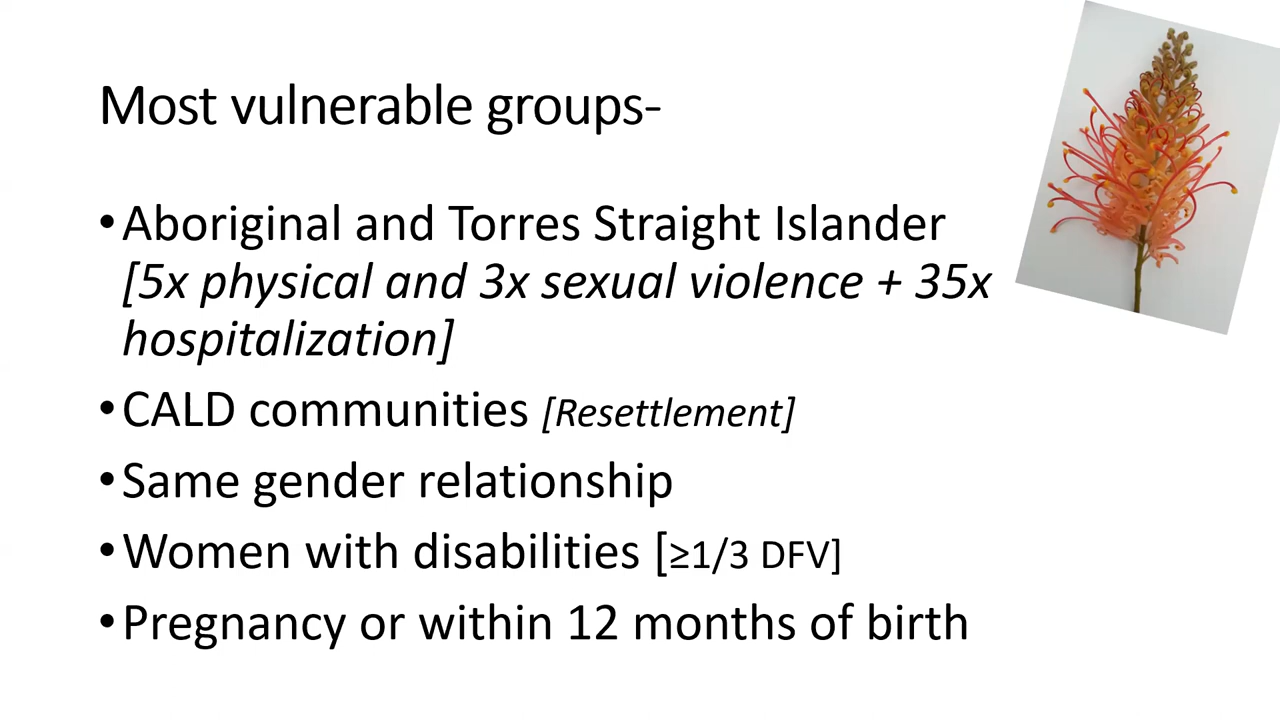 Most vulnerable groups-
•Aboriginal and Torres Straight Islander
[5x physical and 3x sexual violence + 35x
hospitalization]
•CALD communities [Resettlement]
•Same gender relationship
•Women with disabilities [≥1/3 DFV]
•Pregnancy or within 12 months of birth